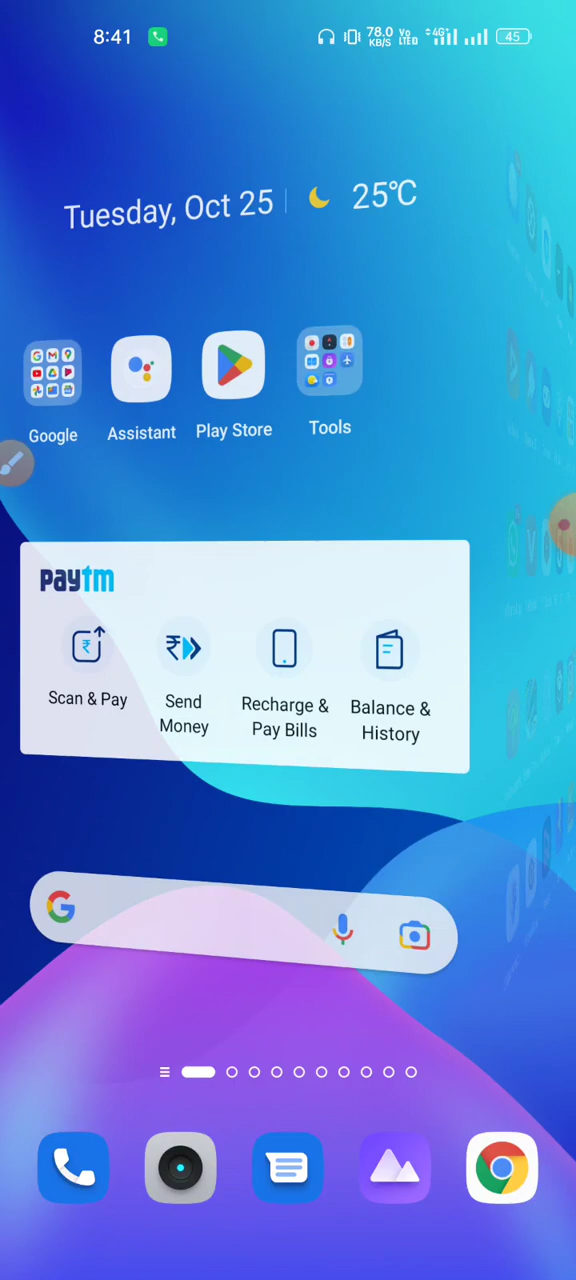 8:41
78.0
KB/S
Vo
LTE
4G+
45
Tuesday, Oct 25
25°C
Google
Assistant
Play Store
Tools
paytm
Scan & Pay
Send
Money
Recharge &
Pay Bills
Balance &
History